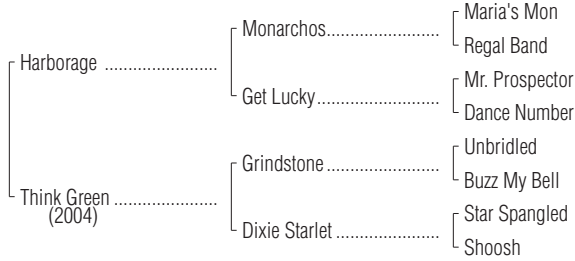 Maria's Mon
Monarchos
Regal Band
Harborage
Mr. Prospector
Get Lucky
Dance Number
Unbridled
Grindstone
Buzz My Bell
Think Green
(2004)
Star Spangled
Dixie Starlet
Shoosh